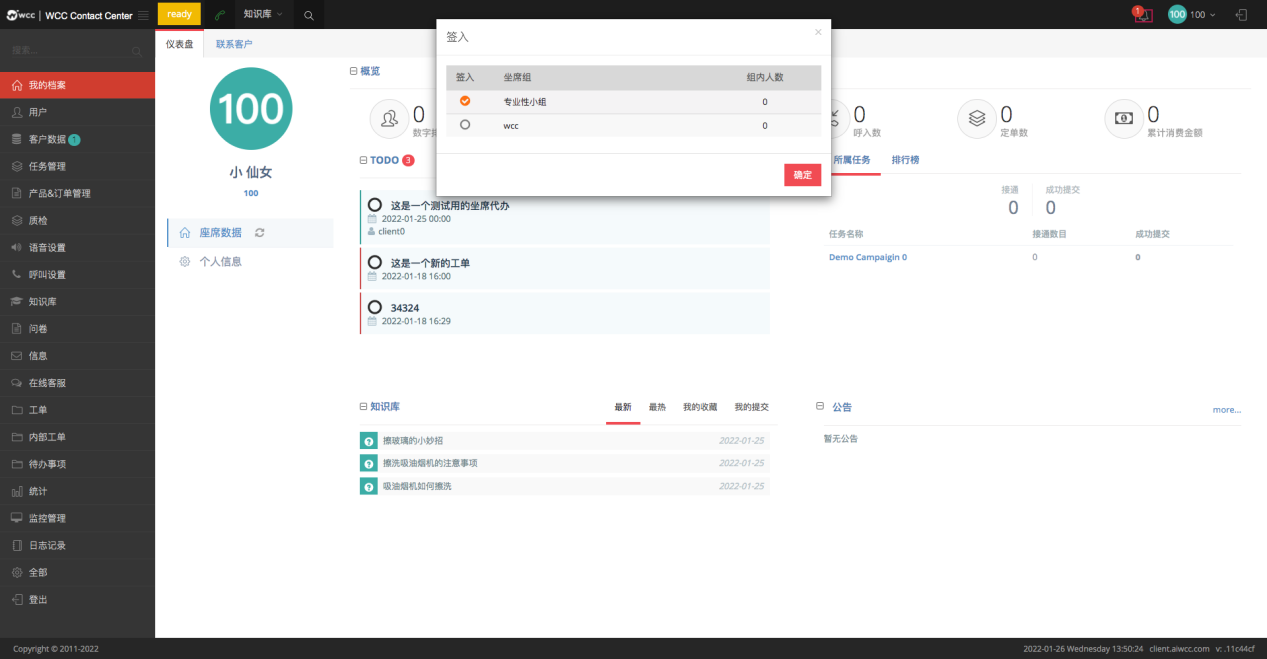 wcc | WCC Contact Center
ready
知识库
1
100
100
搜索...
我的档案
用户
客户数据 1
任务管理
产品&订单管理
质检
语音设置
呼叫设置
知识库
问卷
信息
在线客服
工单
内部工单
待办事项
统计
监控管理
日志记录
全部
登出
仪表盘
联系客户
100
小 仙女
100
座席数据
个人信息
签入
×
签入 坐席组 组内人数
专业性小组 0
wcc 0
确定
概览
0
0
呼入数
0
定单数
0
累计消费金额
TODO 3
这是一个测试用的坐席代办
2022-01-25 00:00
client0
这是一个新的工单
2022-01-18 16:00
34324
2022-01-18 16:29
所属任务 排行榜
接通 成功提交
0 0
任务名称 接通数目 成功提交
Demo Campaigin 0 0 0
知识库
最新 最热 我的收藏 我的提交
擦玻璃的小妙招 2022-01-25
擦洗吸油烟机的注意事项 2022-01-25
吸油烟机如何擦洗 2022-01-25
公告
more...
暂无公告
Copyright © 2011-2022
2022-01-26 Wednesday 13:50:24 client.aiwcc.com v: .11c44cf